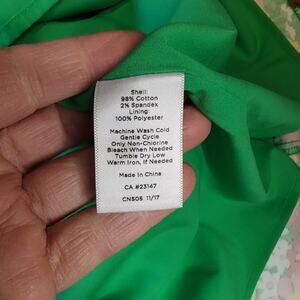 Shell:
98% Cotton
2% Spandex
Lining:
100% Polyester
Machine Wash Cold
Gentle Cycle
Only Non-Chlorine
Bleach When Needed
Tumble Dry Low
Warm Iron, If Needed
Made In China
CA #23147
CNS05 11/17